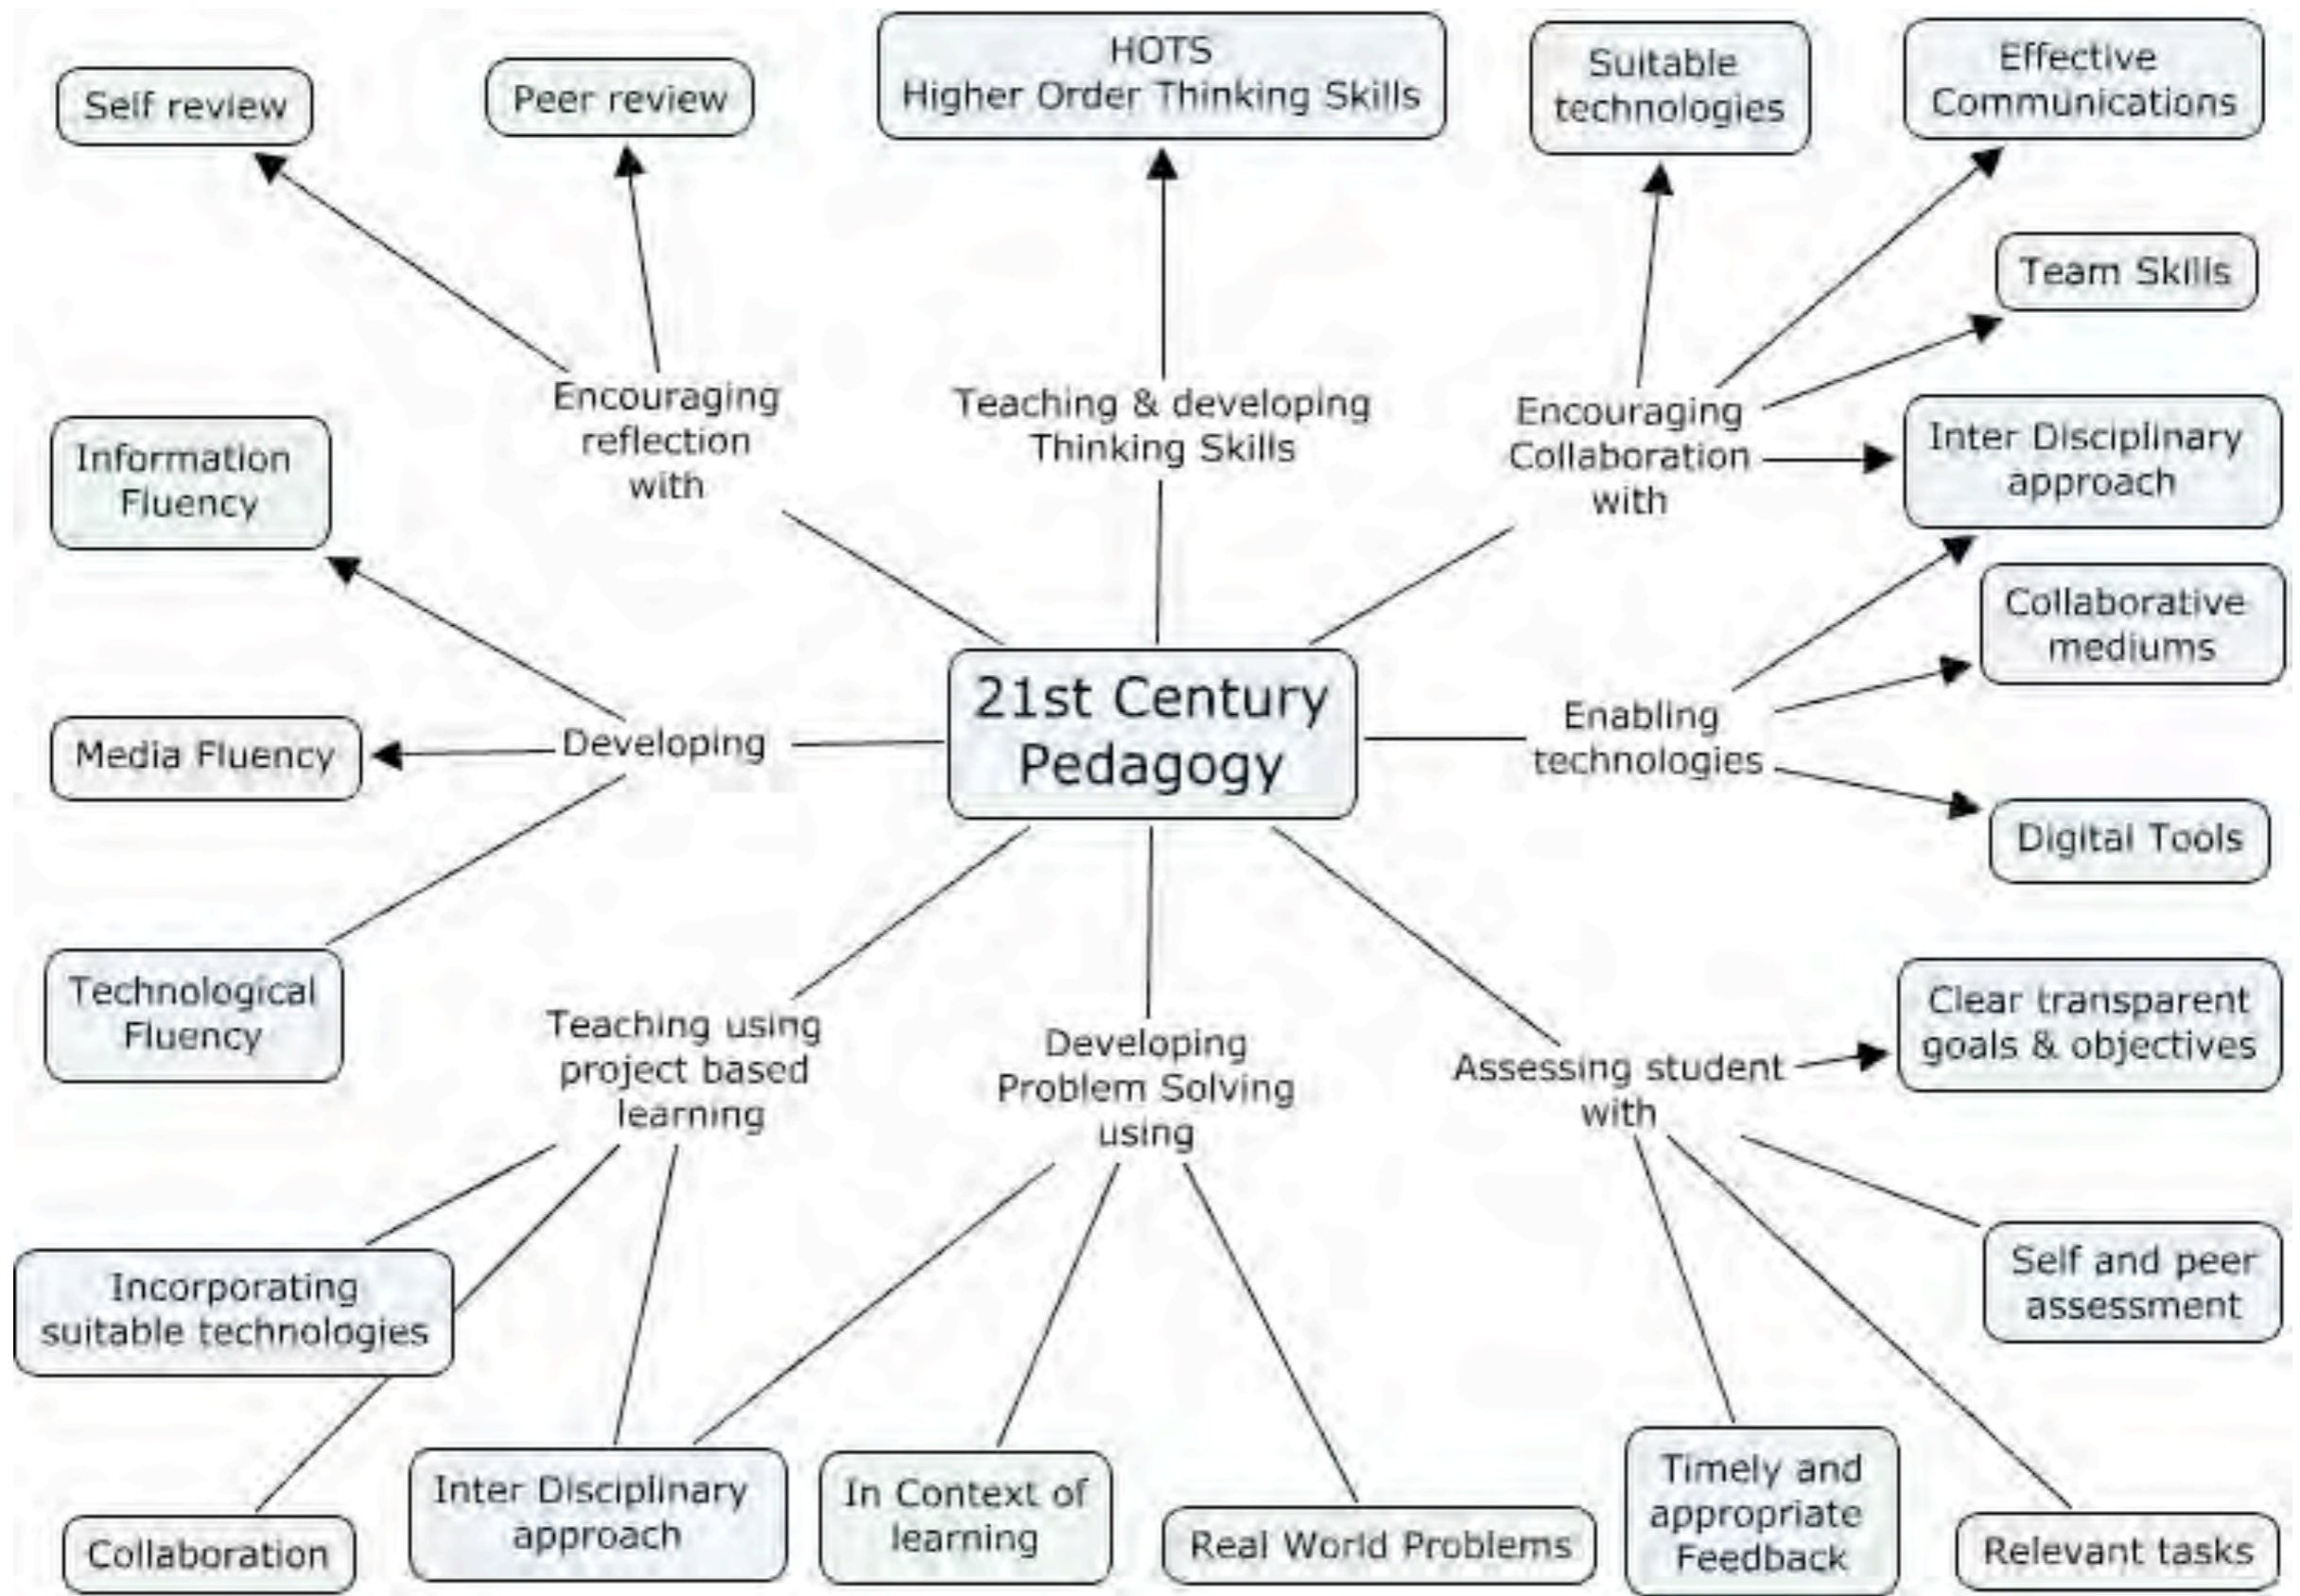 Self review
Peer review
HOTS
Higher Order Thinking Skills
Suitable
technologies
Effective
Communications
Team Skills
Encouraging
reflection
with
Teaching & developing
Thinking Skills
Encouraging
Collaboration
with
Inter Disciplinary
approach
Information
Fluency
Collaborative
mediums
21st Century
Pedagogy
Enabling
technologies
Developing
Media Fluency
Digital Tools
Technological
Fluency
Teaching using
project based
learning
Developing
Problem Solving
using
Assessing student
with
Clear transparent
goals & objectives
Incorporating
suitable technologies
Self and peer
assessment
Collaboration
Inter Disciplinary
approach
In Context of
learning
Real World Problems
Timely and
appropriate
Feedback
Relevant tasks